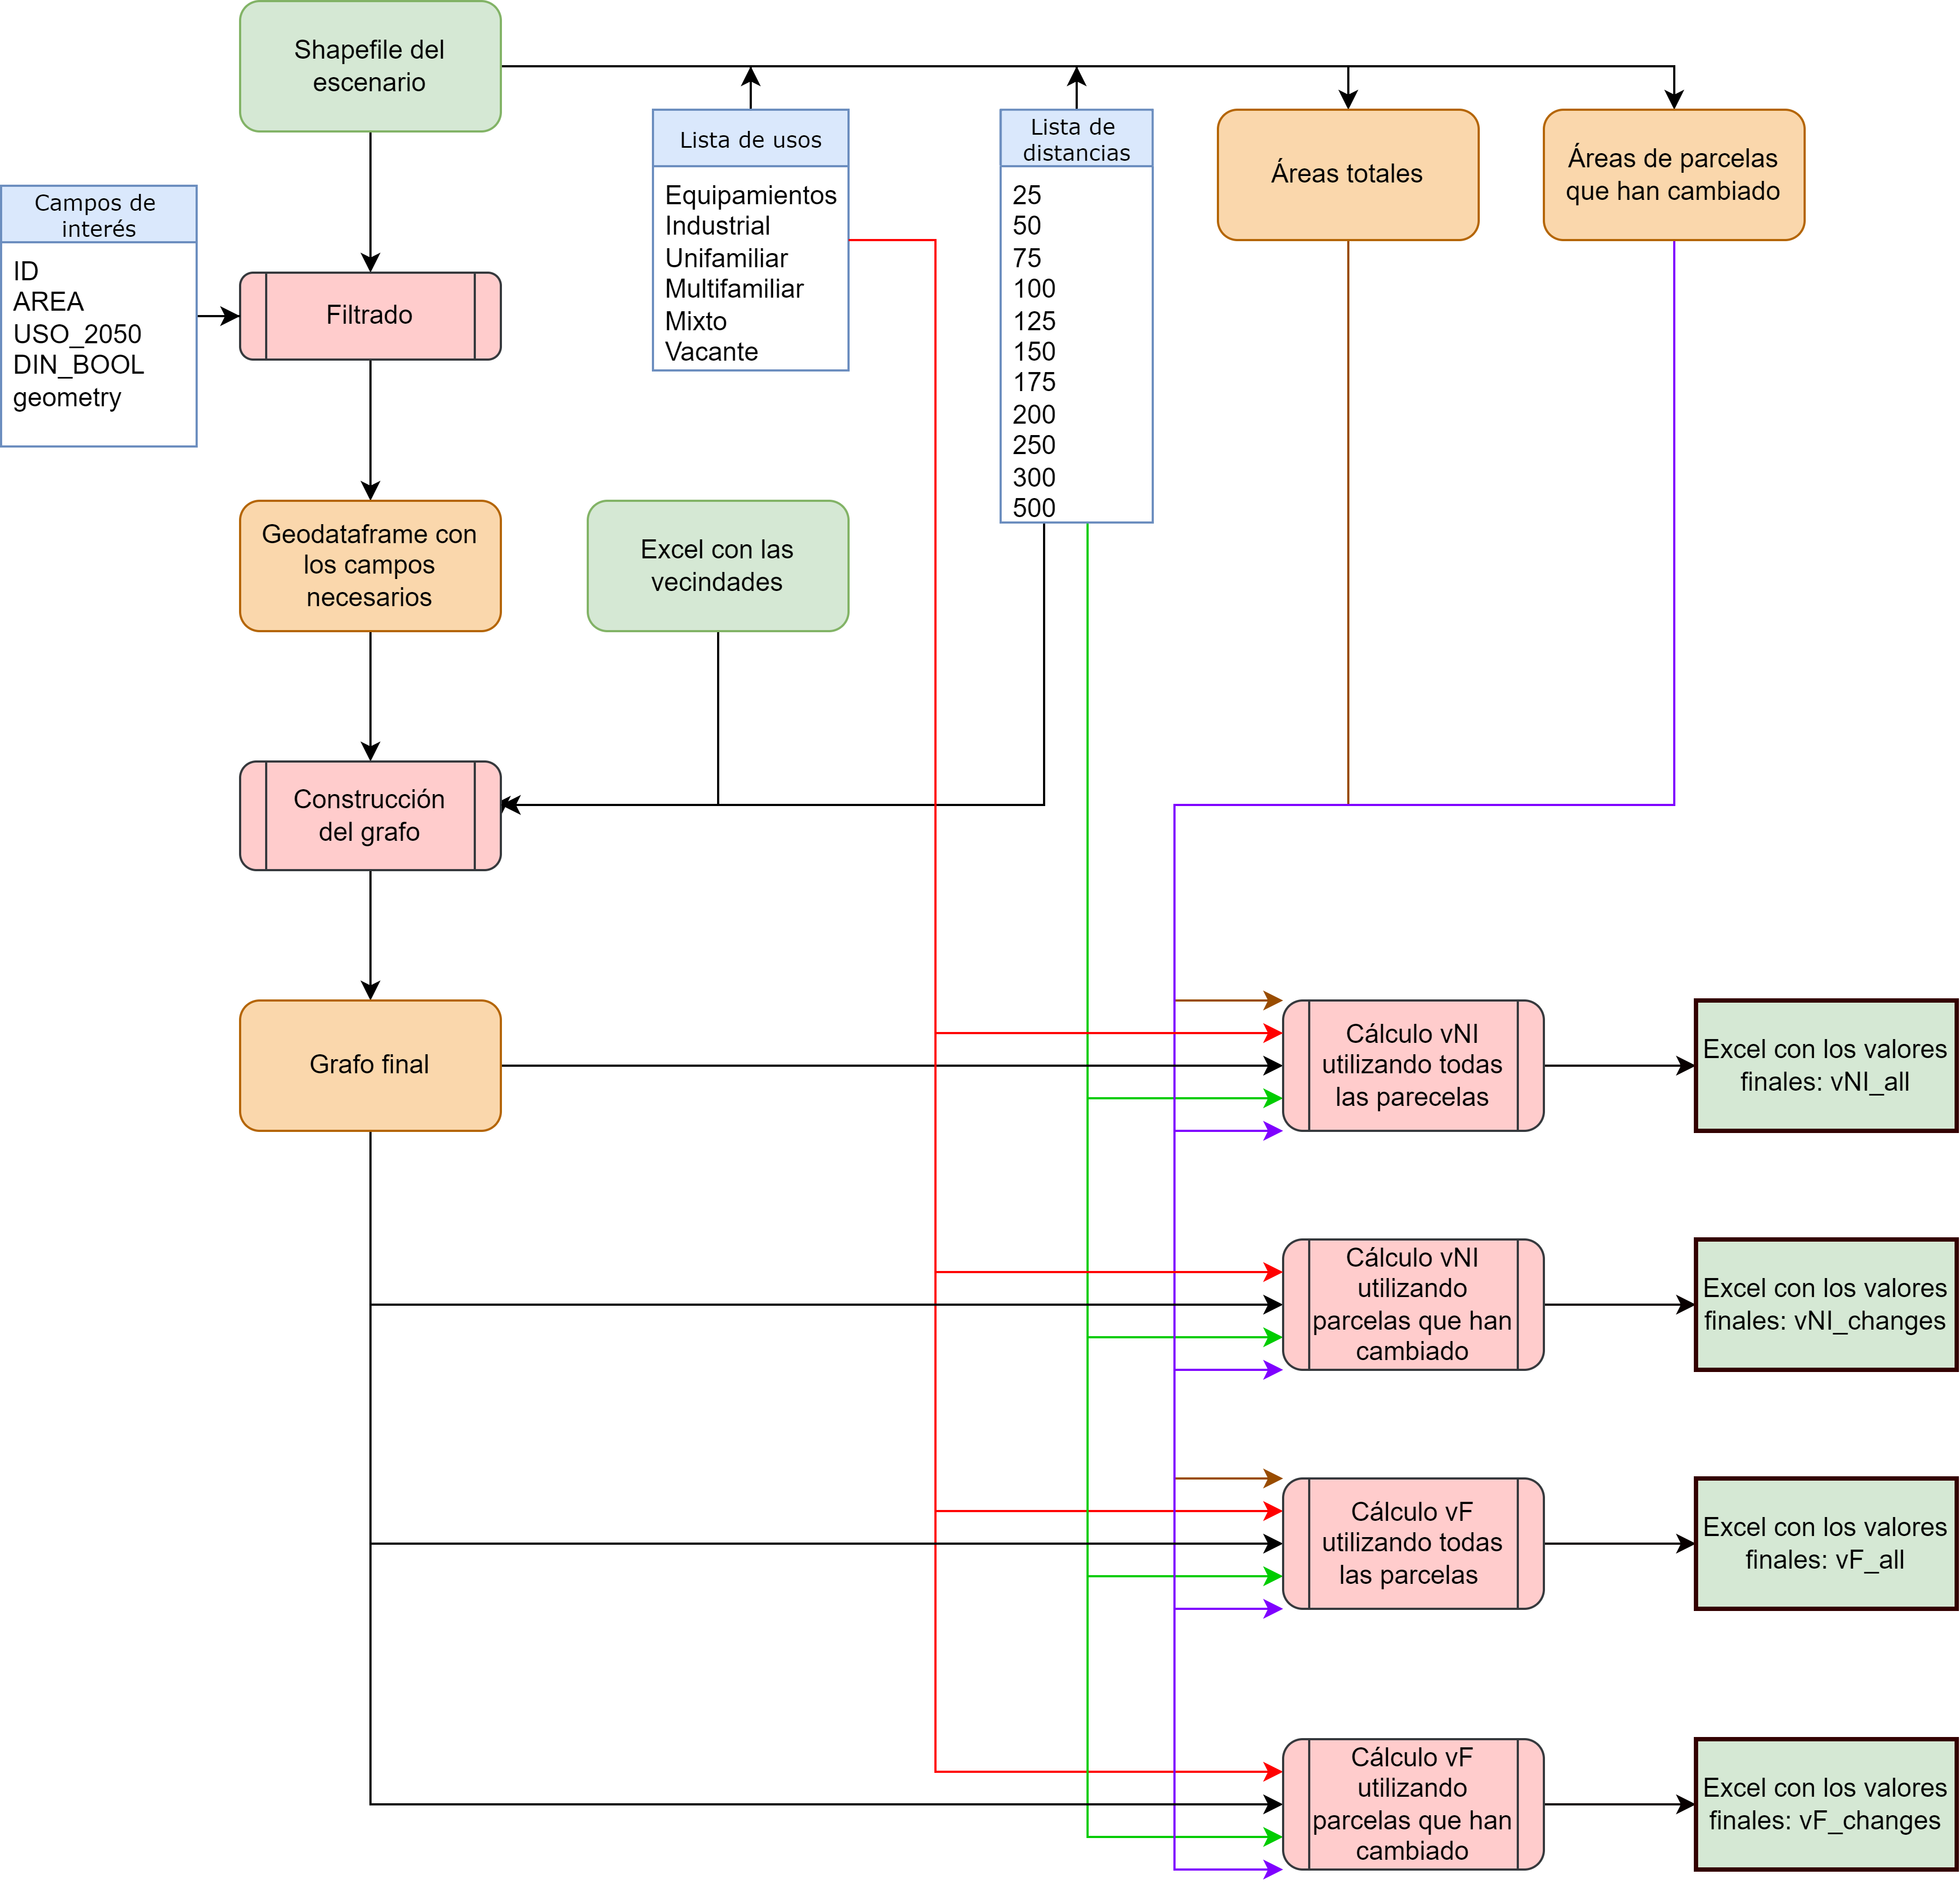 Shapefile del
escenario
Campos de
interés
ID
AREA
USO_2050
DIN_BOOL
geometry
Filtrado
Lista de usos
Equipamientos
Industrial
Unifamiliar
Multifamiliar
Mixto
Vacante
Lista de
distancias
25
50
75
100
125
150
175
200
250
300
500
Áreas totales
Áreas de parcelas
que han cambiado
Geodataframe con
los campos
necesarios
Excel con las
vecindades
Construcción
del grafo
Grafo final
Cálculo vNI
utilizando todas
las parecelas
Excel con los valores
finales: vNI_all
Cálculo vNI
utilizando
parcelas que han
cambiado
Excel con los valores
finales: vNI_changes
Cálculo vF
utilizando todas
las parcelas
Excel con los valores
finales: vF_all
Cálculo vF
utilizando
parcelas que han
cambiado
Excel con los valores
finales: vF_changes